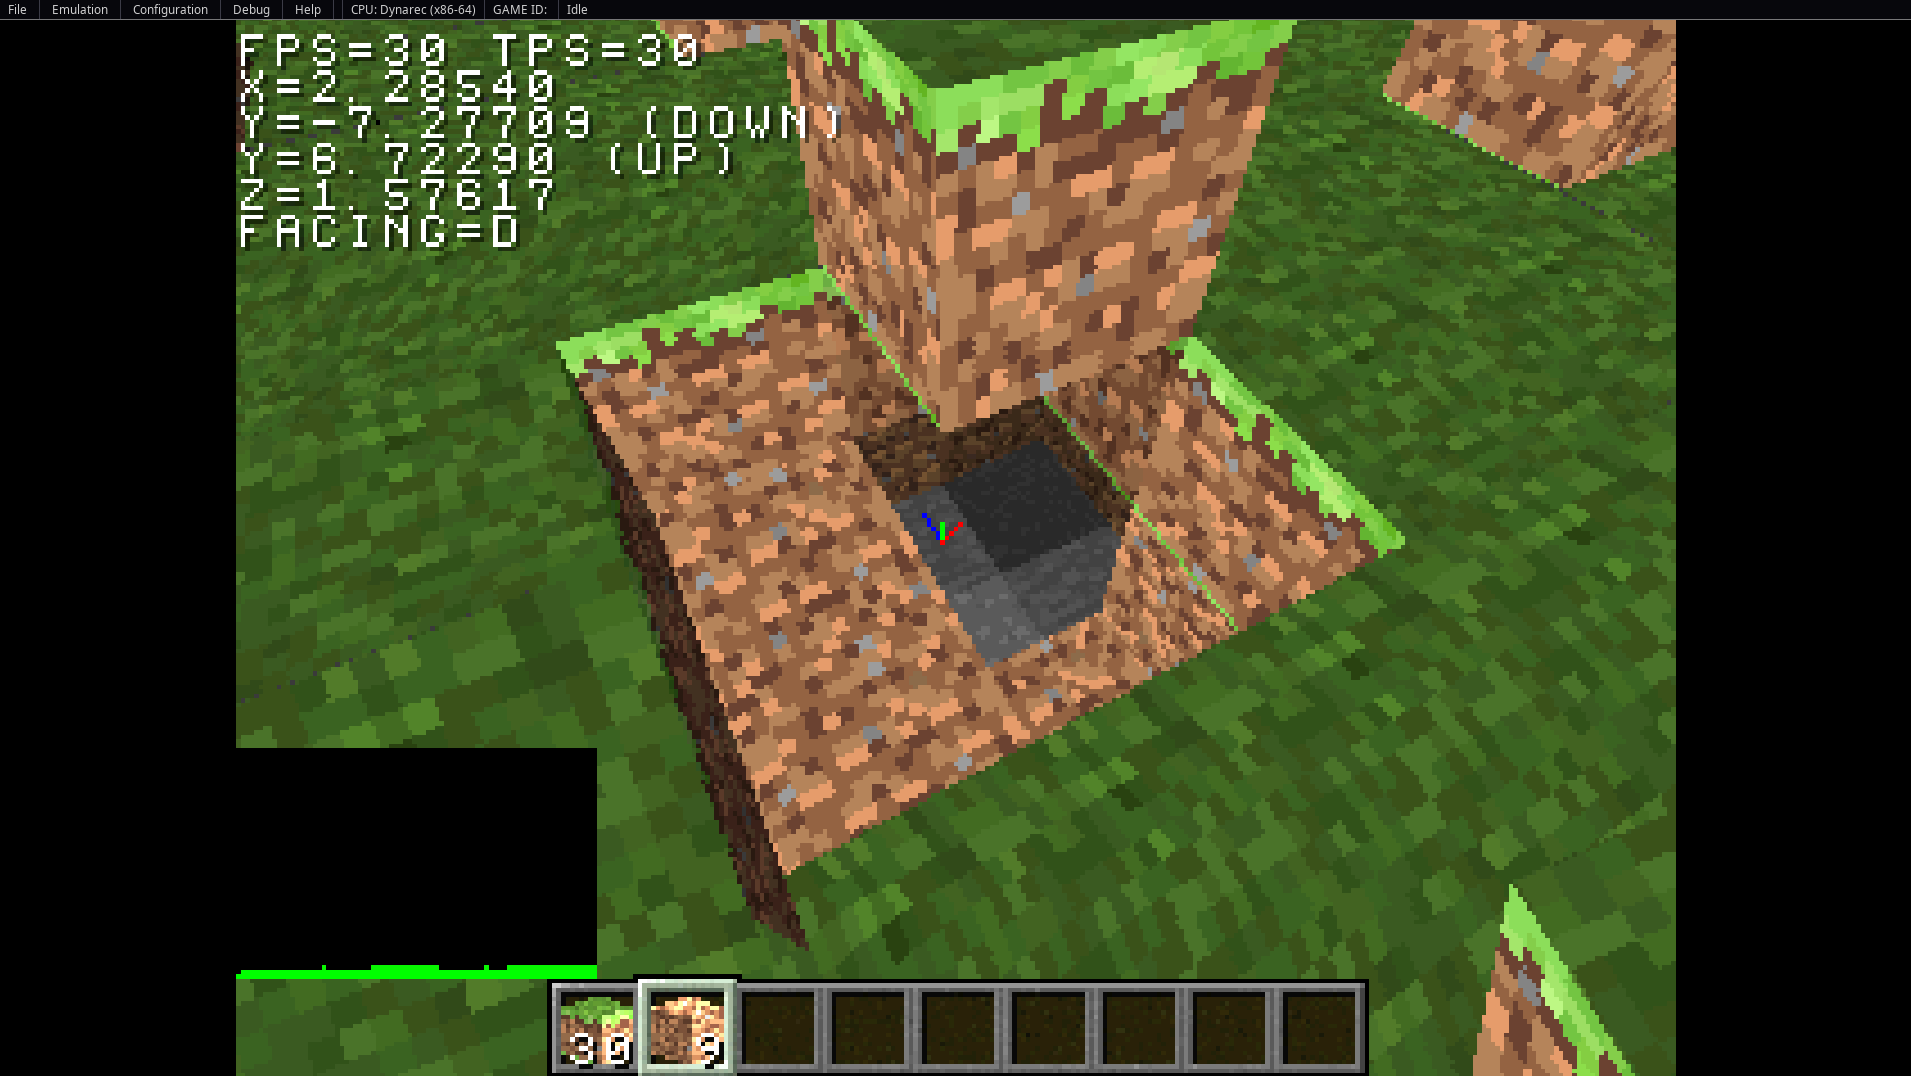 File Emulation Configuration Debug Help CPU: Dynarec (x86-64) GAME ID: Idle
FPS=30 TPS=30
X=2.28540
Y=-7.27709 (DOWN)
Y=6.72290 (UP)
Z=1.57617
FACING=D
30 9